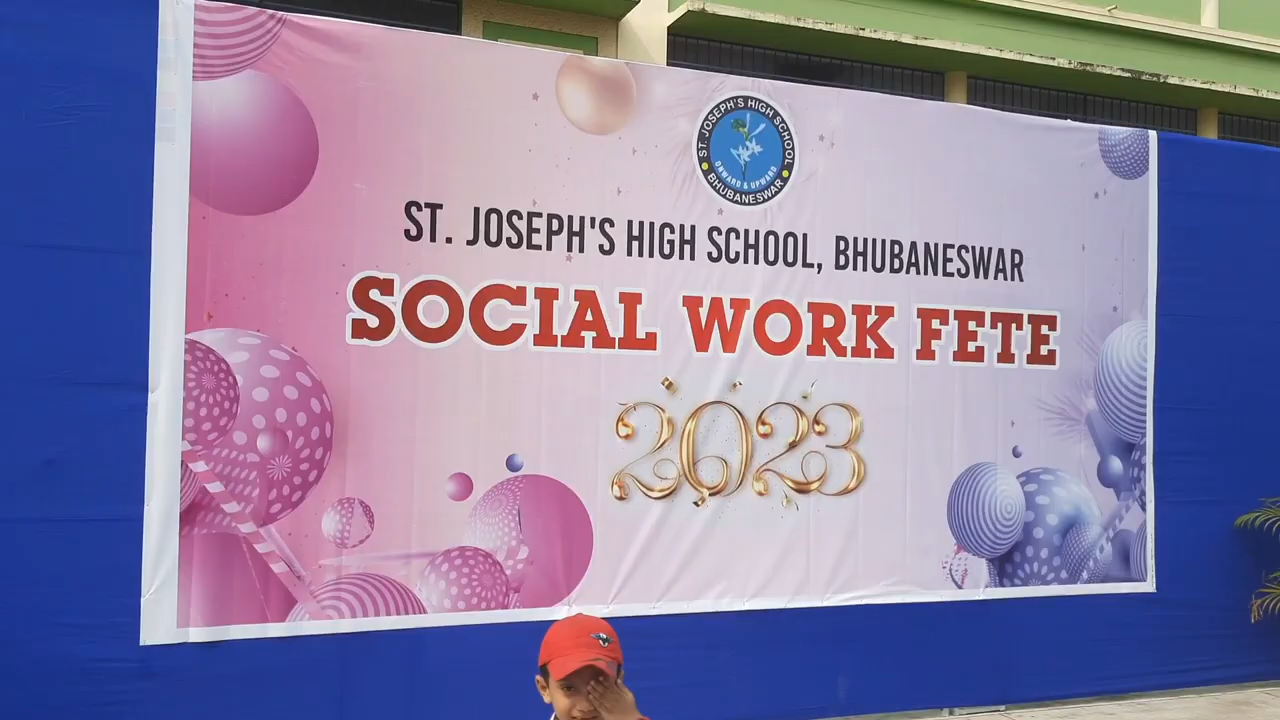 ST. JOSEPH'S HIGH SCHOOL
ONWARD & UPWARD
BHUBANESWAR
ST. JOSEPH'S HIGH SCHOOL, BHUBANESWAR
SOCIAL WORK FETE
2023